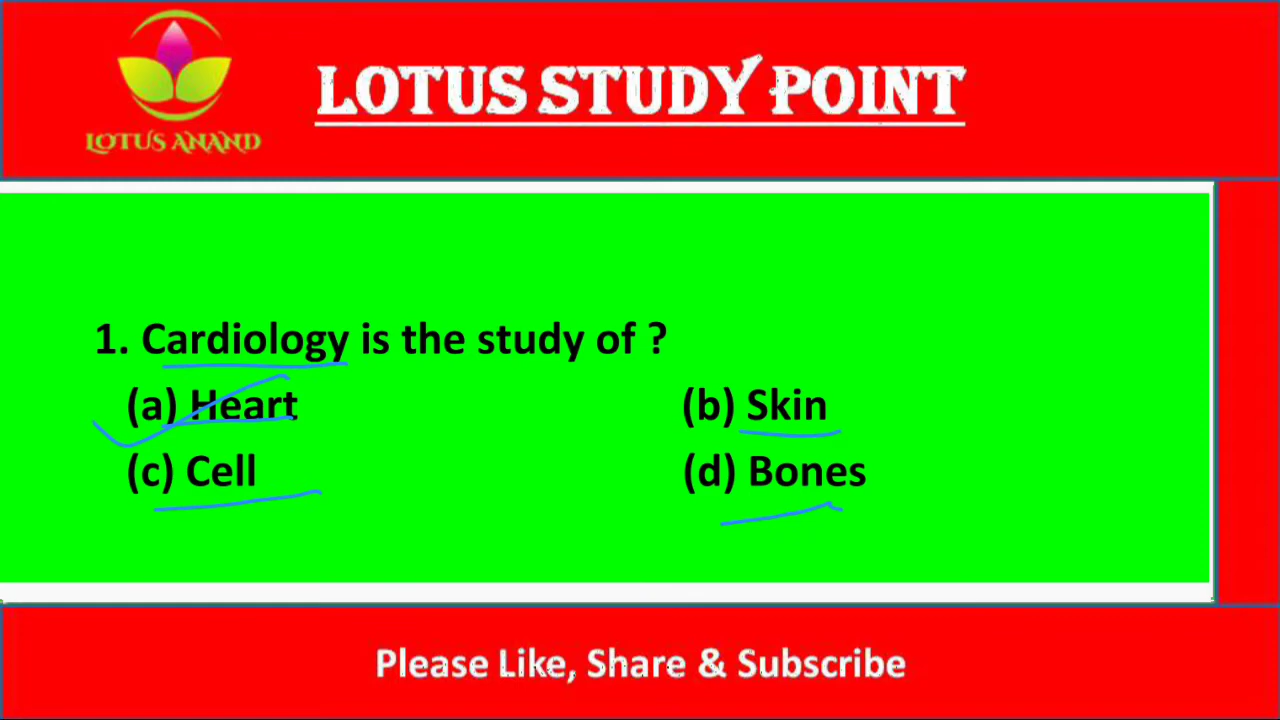 LOTUS STUDY POINT
LOTUS ANAND
1. Cardiology is the study of ?
(a) Heart (b) Skin
(c) Cell (d) Bones
Please Like, Share & Subscribe